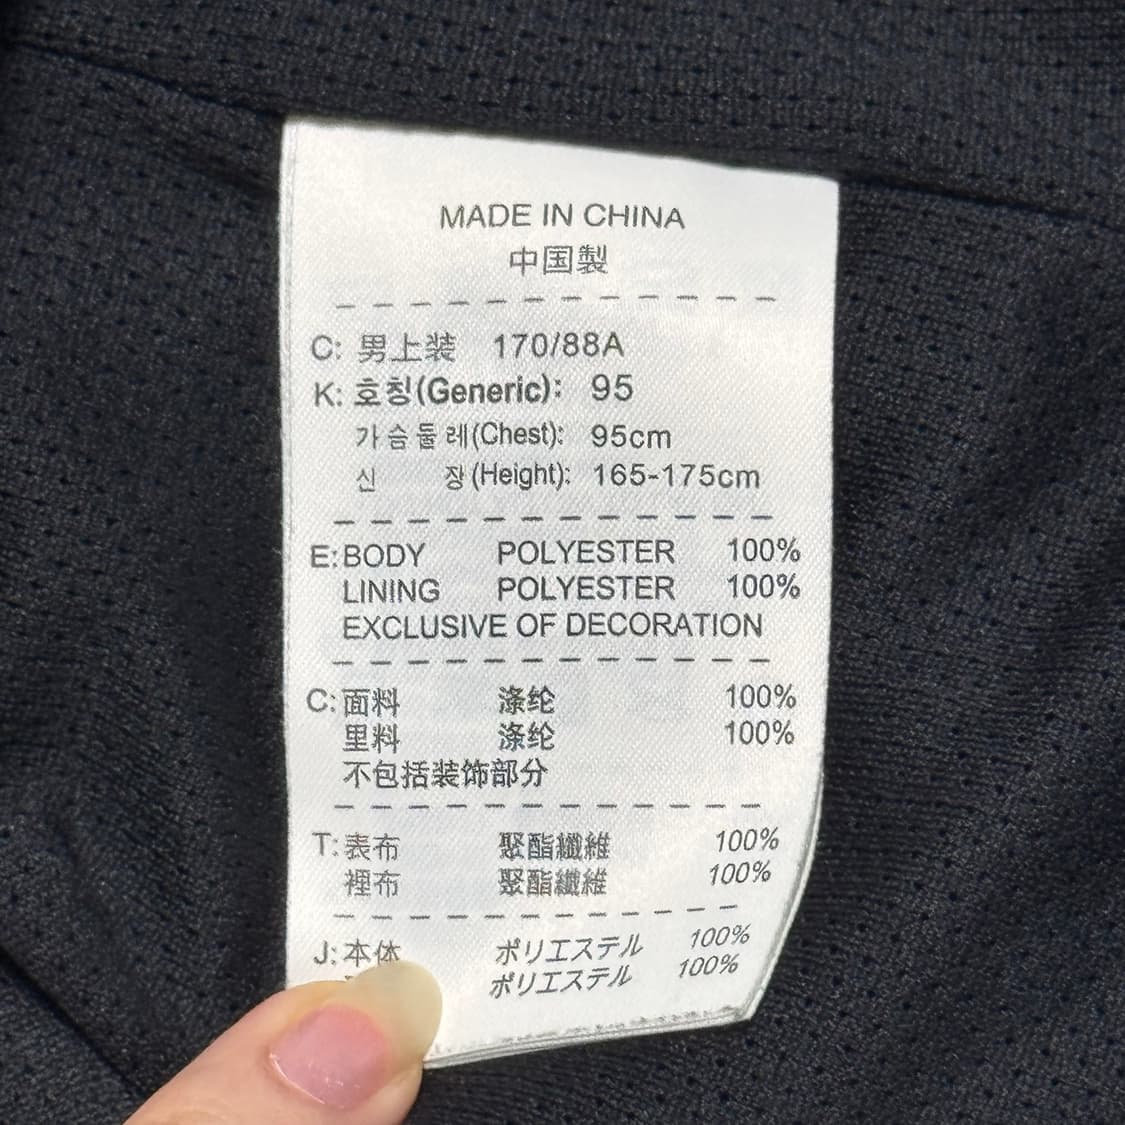 MADE IN CHINA
中国製
C: 男上装 170/88A
K: 호칭(Generic): 95
가슴둘레(Chest): 95cm
신 장(Height): 165-175cm
E: BODY POLYESTER 100%
LINING POLYESTER 100%
EXCLUSIVE OF DECORATION
C: 面料 涤纶 100%
里料 涤纶 100%
不包括装饰部分
T: 表布 聚酯纖維 100%
裡布 聚酯纖維 100%
J: 本体 ポリエステル 100%
ポリエステル 100%